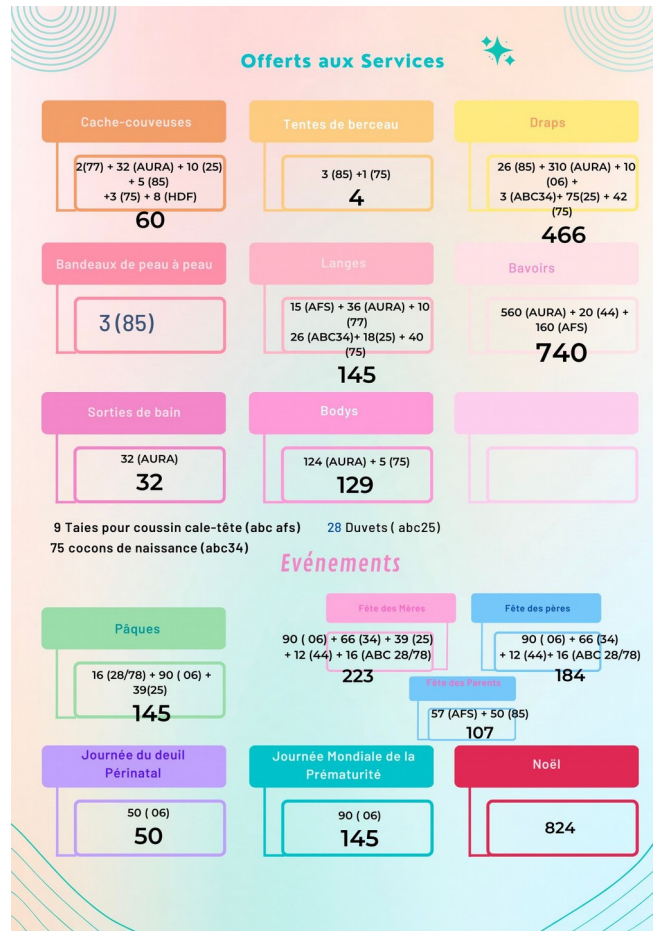 Offerts aux Services
Cache-couveuses
2(77) + 32 (AURA) + 10 (25)
+ 5 (85)
+3 (75) + 8 (HDF)
60
Tentes de berceau
3 (85) +1 (75)
4
Draps
26 (85) + 310 (AURA) + 10
(06) +
3 (ABC34)+ 75(25) + 42
(75)
466
Bandeaux de peau à peau
3 (85)
Langes
15 (AFS) + 36 (AURA) + 10
(77)
26 (ABC34)+ 18(25) + 40
(75)
145
Bavoirs
560 (AURA) + 20 (44) +
160 (AFS)
740
Sorties de bain
32 (AURA)
32
Bodys
124 (AURA) + 5 (75)
129
9 Taies pour coussin cale-tête (abc afs) 28 Duvets ( abc25)
75 cocons de naissance (abc34)
Evénements
Pâques
16 (28/78) + 90 ( 06) +
39(25)
145
Fête des Mères
90 ( 06) + 66 (34) + 39 (25)
+ 12 (44) + 16 (ABC 28/78)
223
Fête des pères
90 ( 06) + 66 (34)
+ 12 (44)+ 16 (ABC 28/78)
184
Fête des Parents
57 (AFS) + 50 (85)
107
Journée du deuil
Périnatal
50 ( 06)
50
Journée Mondiale de la
Prématurité
90 ( 06)
145
Noël
824